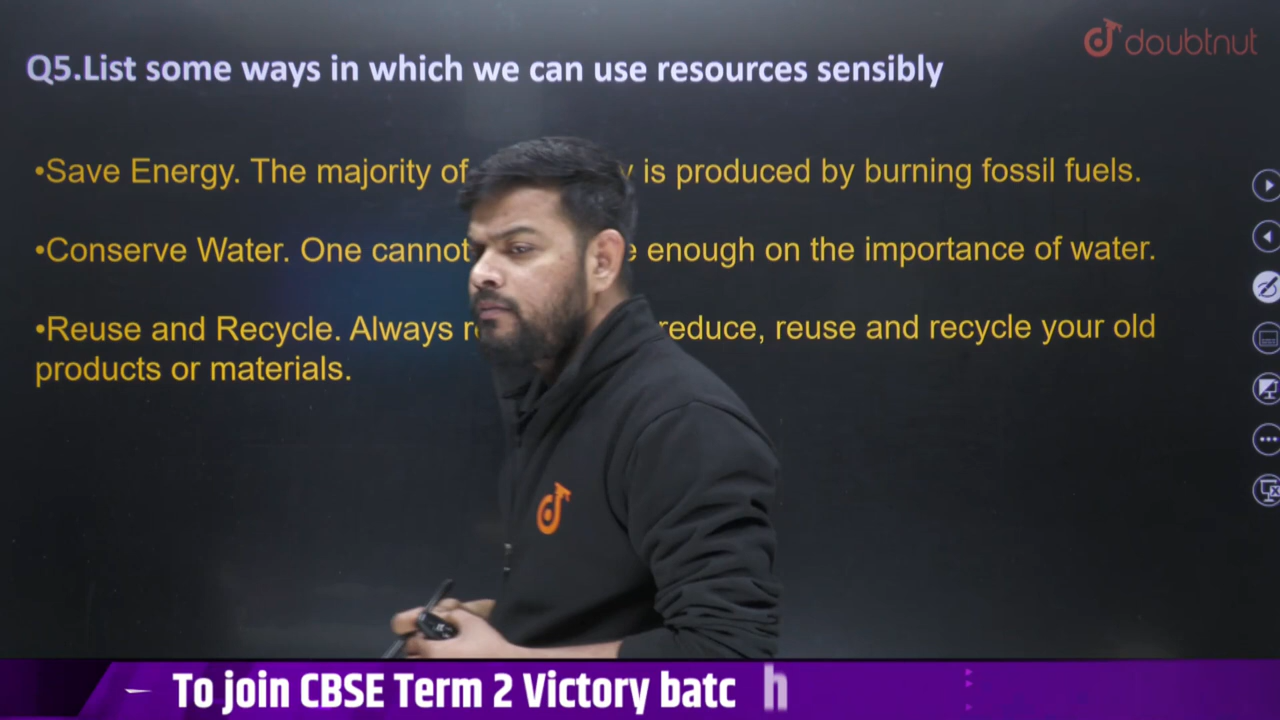 doubtnut
Q5.List some ways in which we can use resources sensibly
•Save Energy. The majority of is produced by burning fossil fuels.
•Conserve Water. One cannot enough on the importance of water.
•Reuse and Recycle. Always reduce, reuse and recycle your old
products or materials.
To join CBSE Term 2 Victory batc h